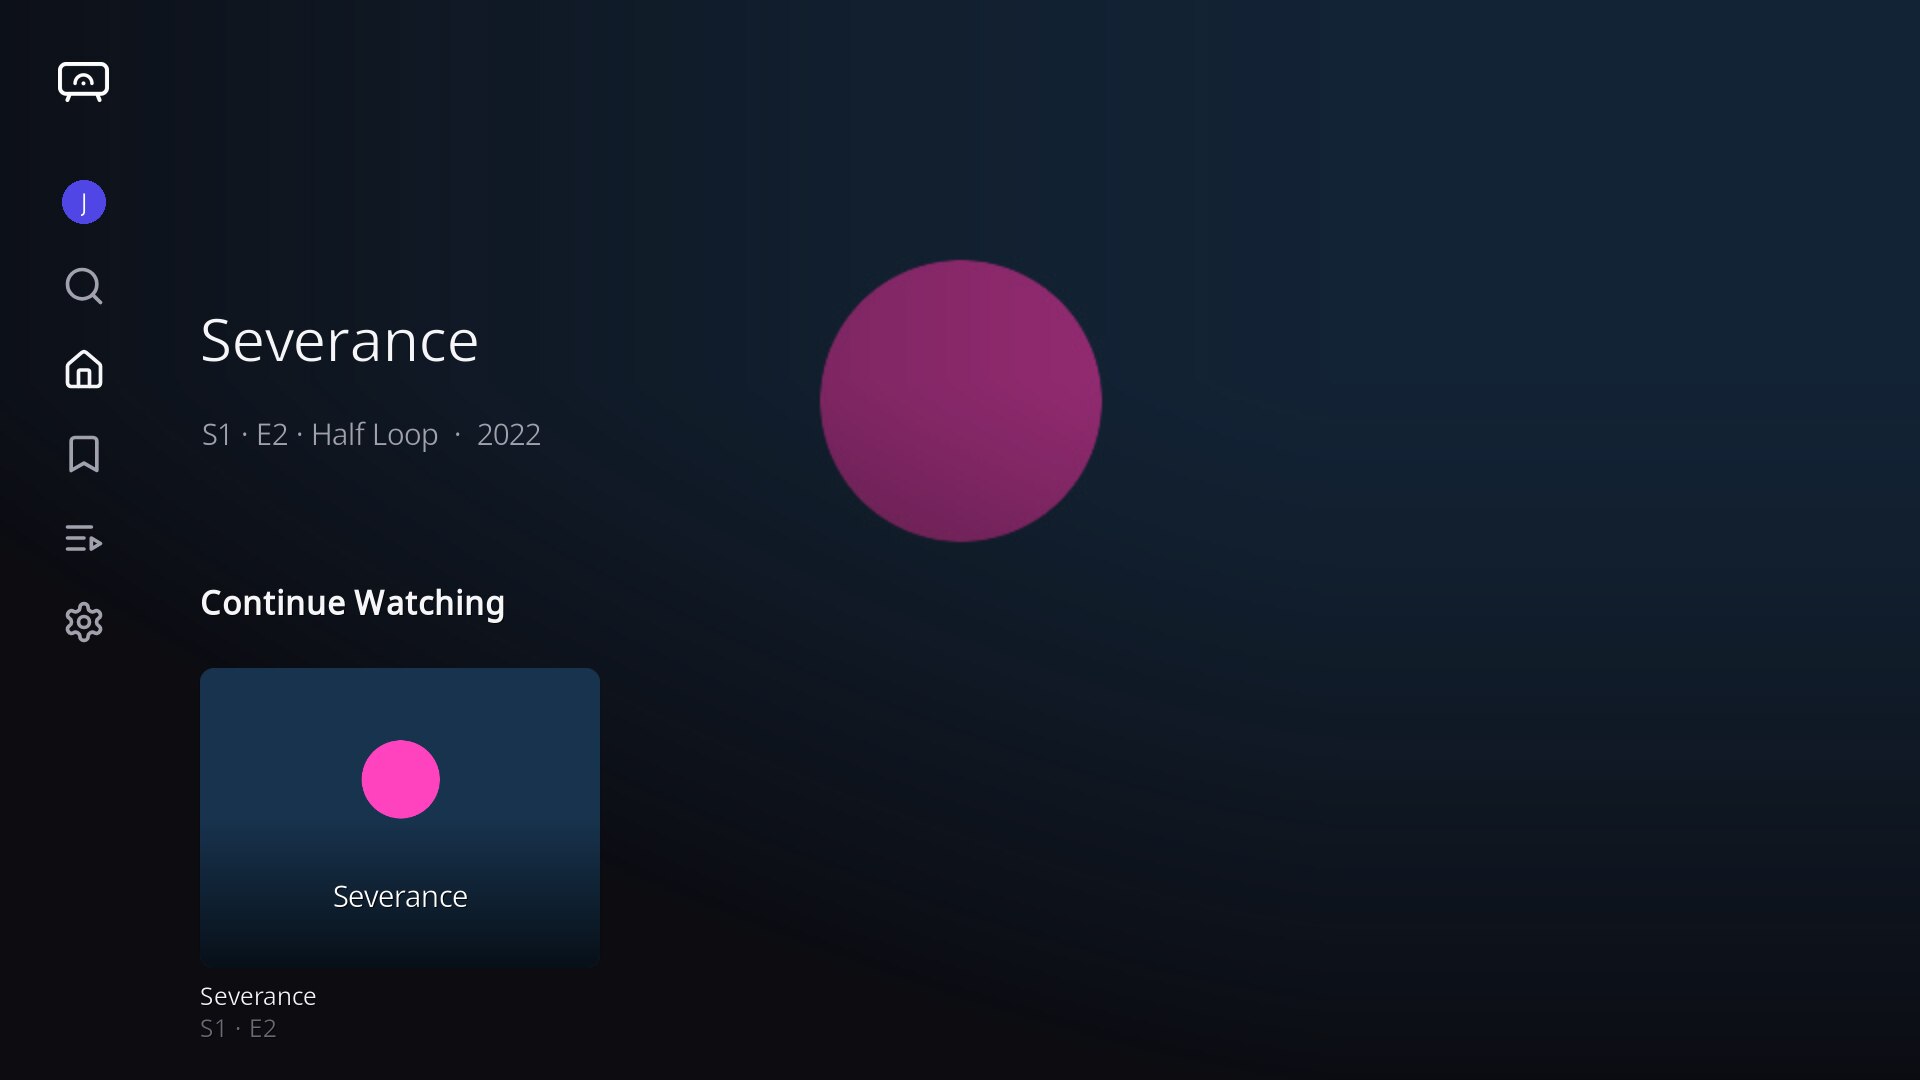 J
Severance
S1 · E2 · Half Loop · 2022
Continue Watching
Severance
Severance
S1 · E2